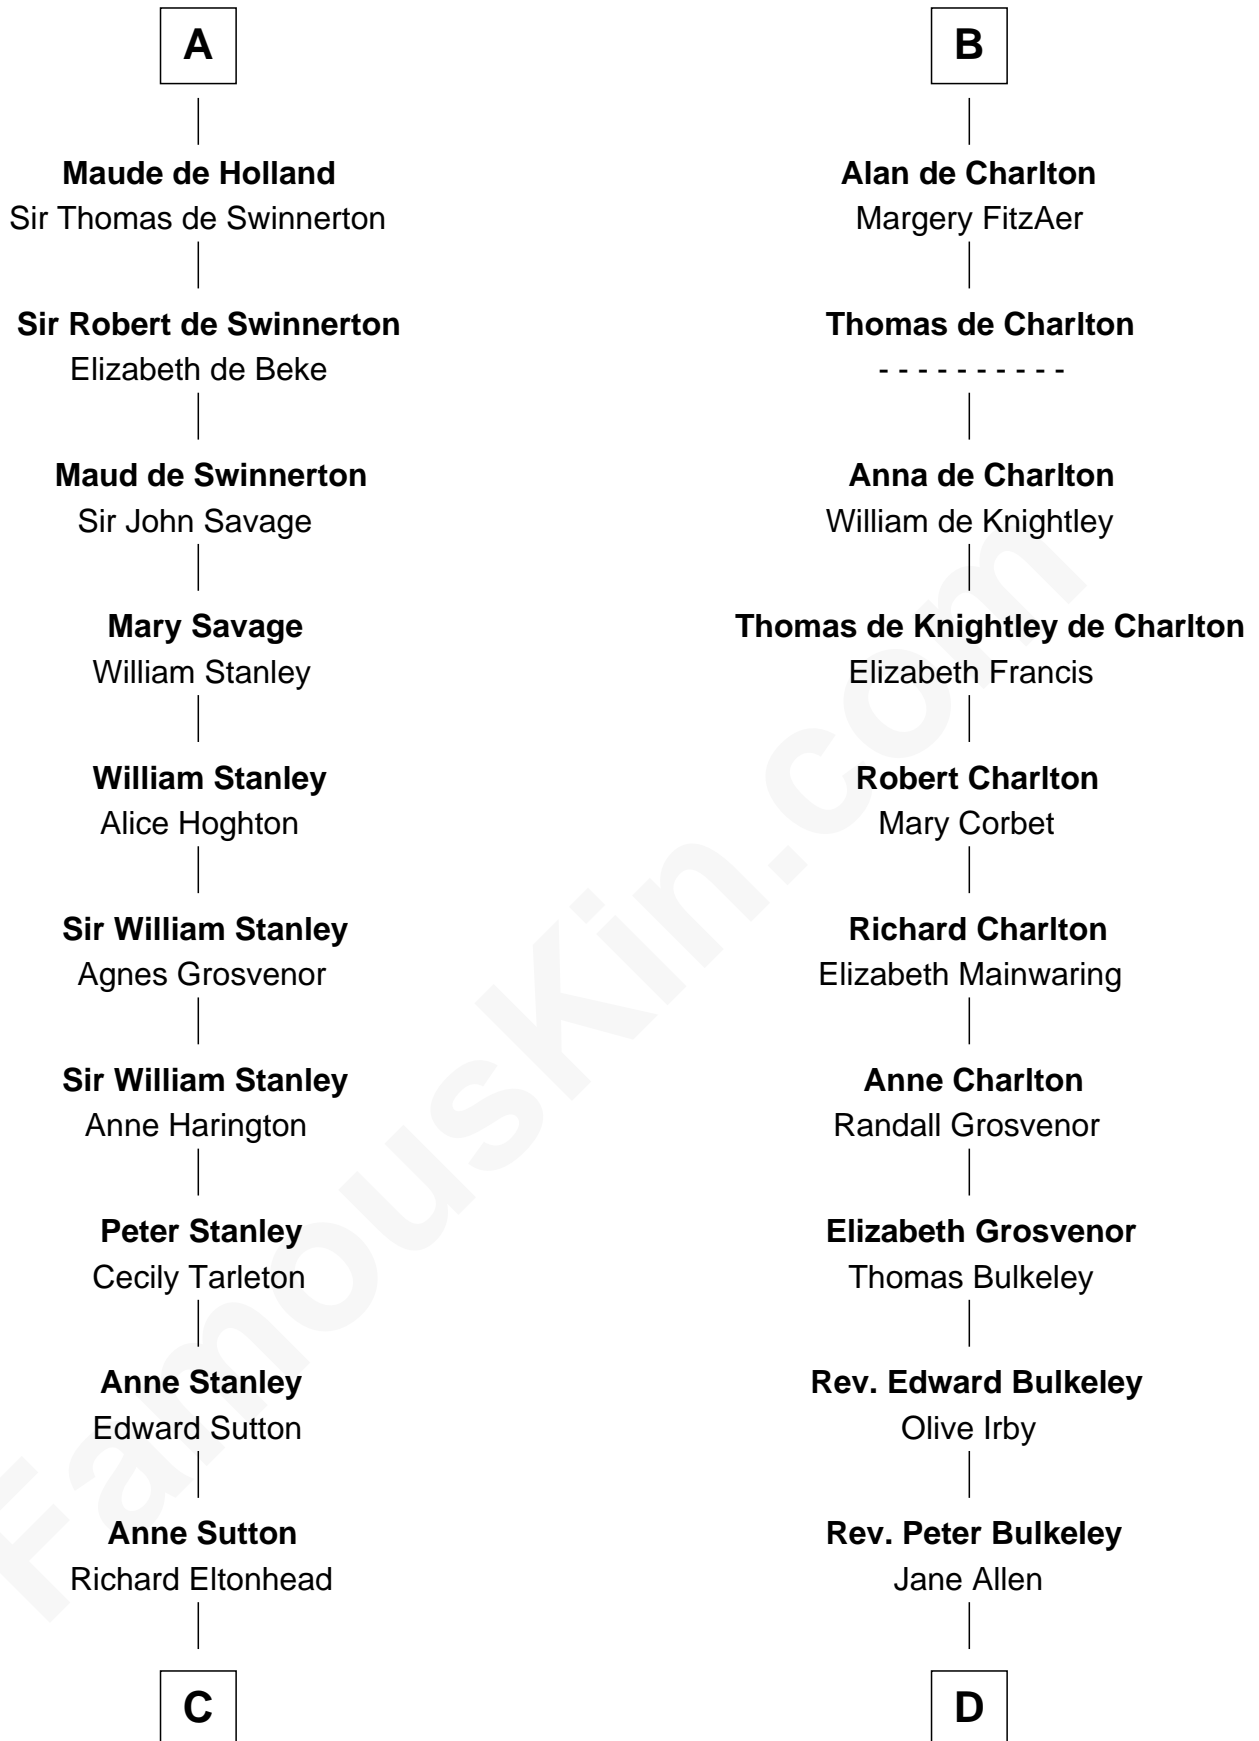 A
Maude de Holland
Sir Thomas de Swinnerton
Sir Robert de Swinnerton
Elizabeth de Beke
Maud de Swinnerton
Sir John Savage
Mary Savage
William Stanley
William Stanley
Alice Hoghton
Sir William Stanley
Agnes Grosvenor
Sir William Stanley
Anne Harington
Peter Stanley
Cecily Tarleton
Anne Stanley
Edward Sutton
Anne Sutton
Richard Eltonhead
C
B
Alan de Charlton
Margery FitzAer
Thomas de Charlton
- - - - - - - - - -
Anna de Charlton
William de Knightley
Thomas de Knightley de Charlton
Elizabeth Francis
Robert Charlton
Mary Corbet
Richard Charlton
Elizabeth Mainwaring
Anne Charlton
Randall Grosvenor
Elizabeth Grosvenor
Thomas Bulkeley
Rev. Edward Bulkeley
Olive Irby
Rev. Peter Bulkeley
Jane Allen
D
FamousKin.com